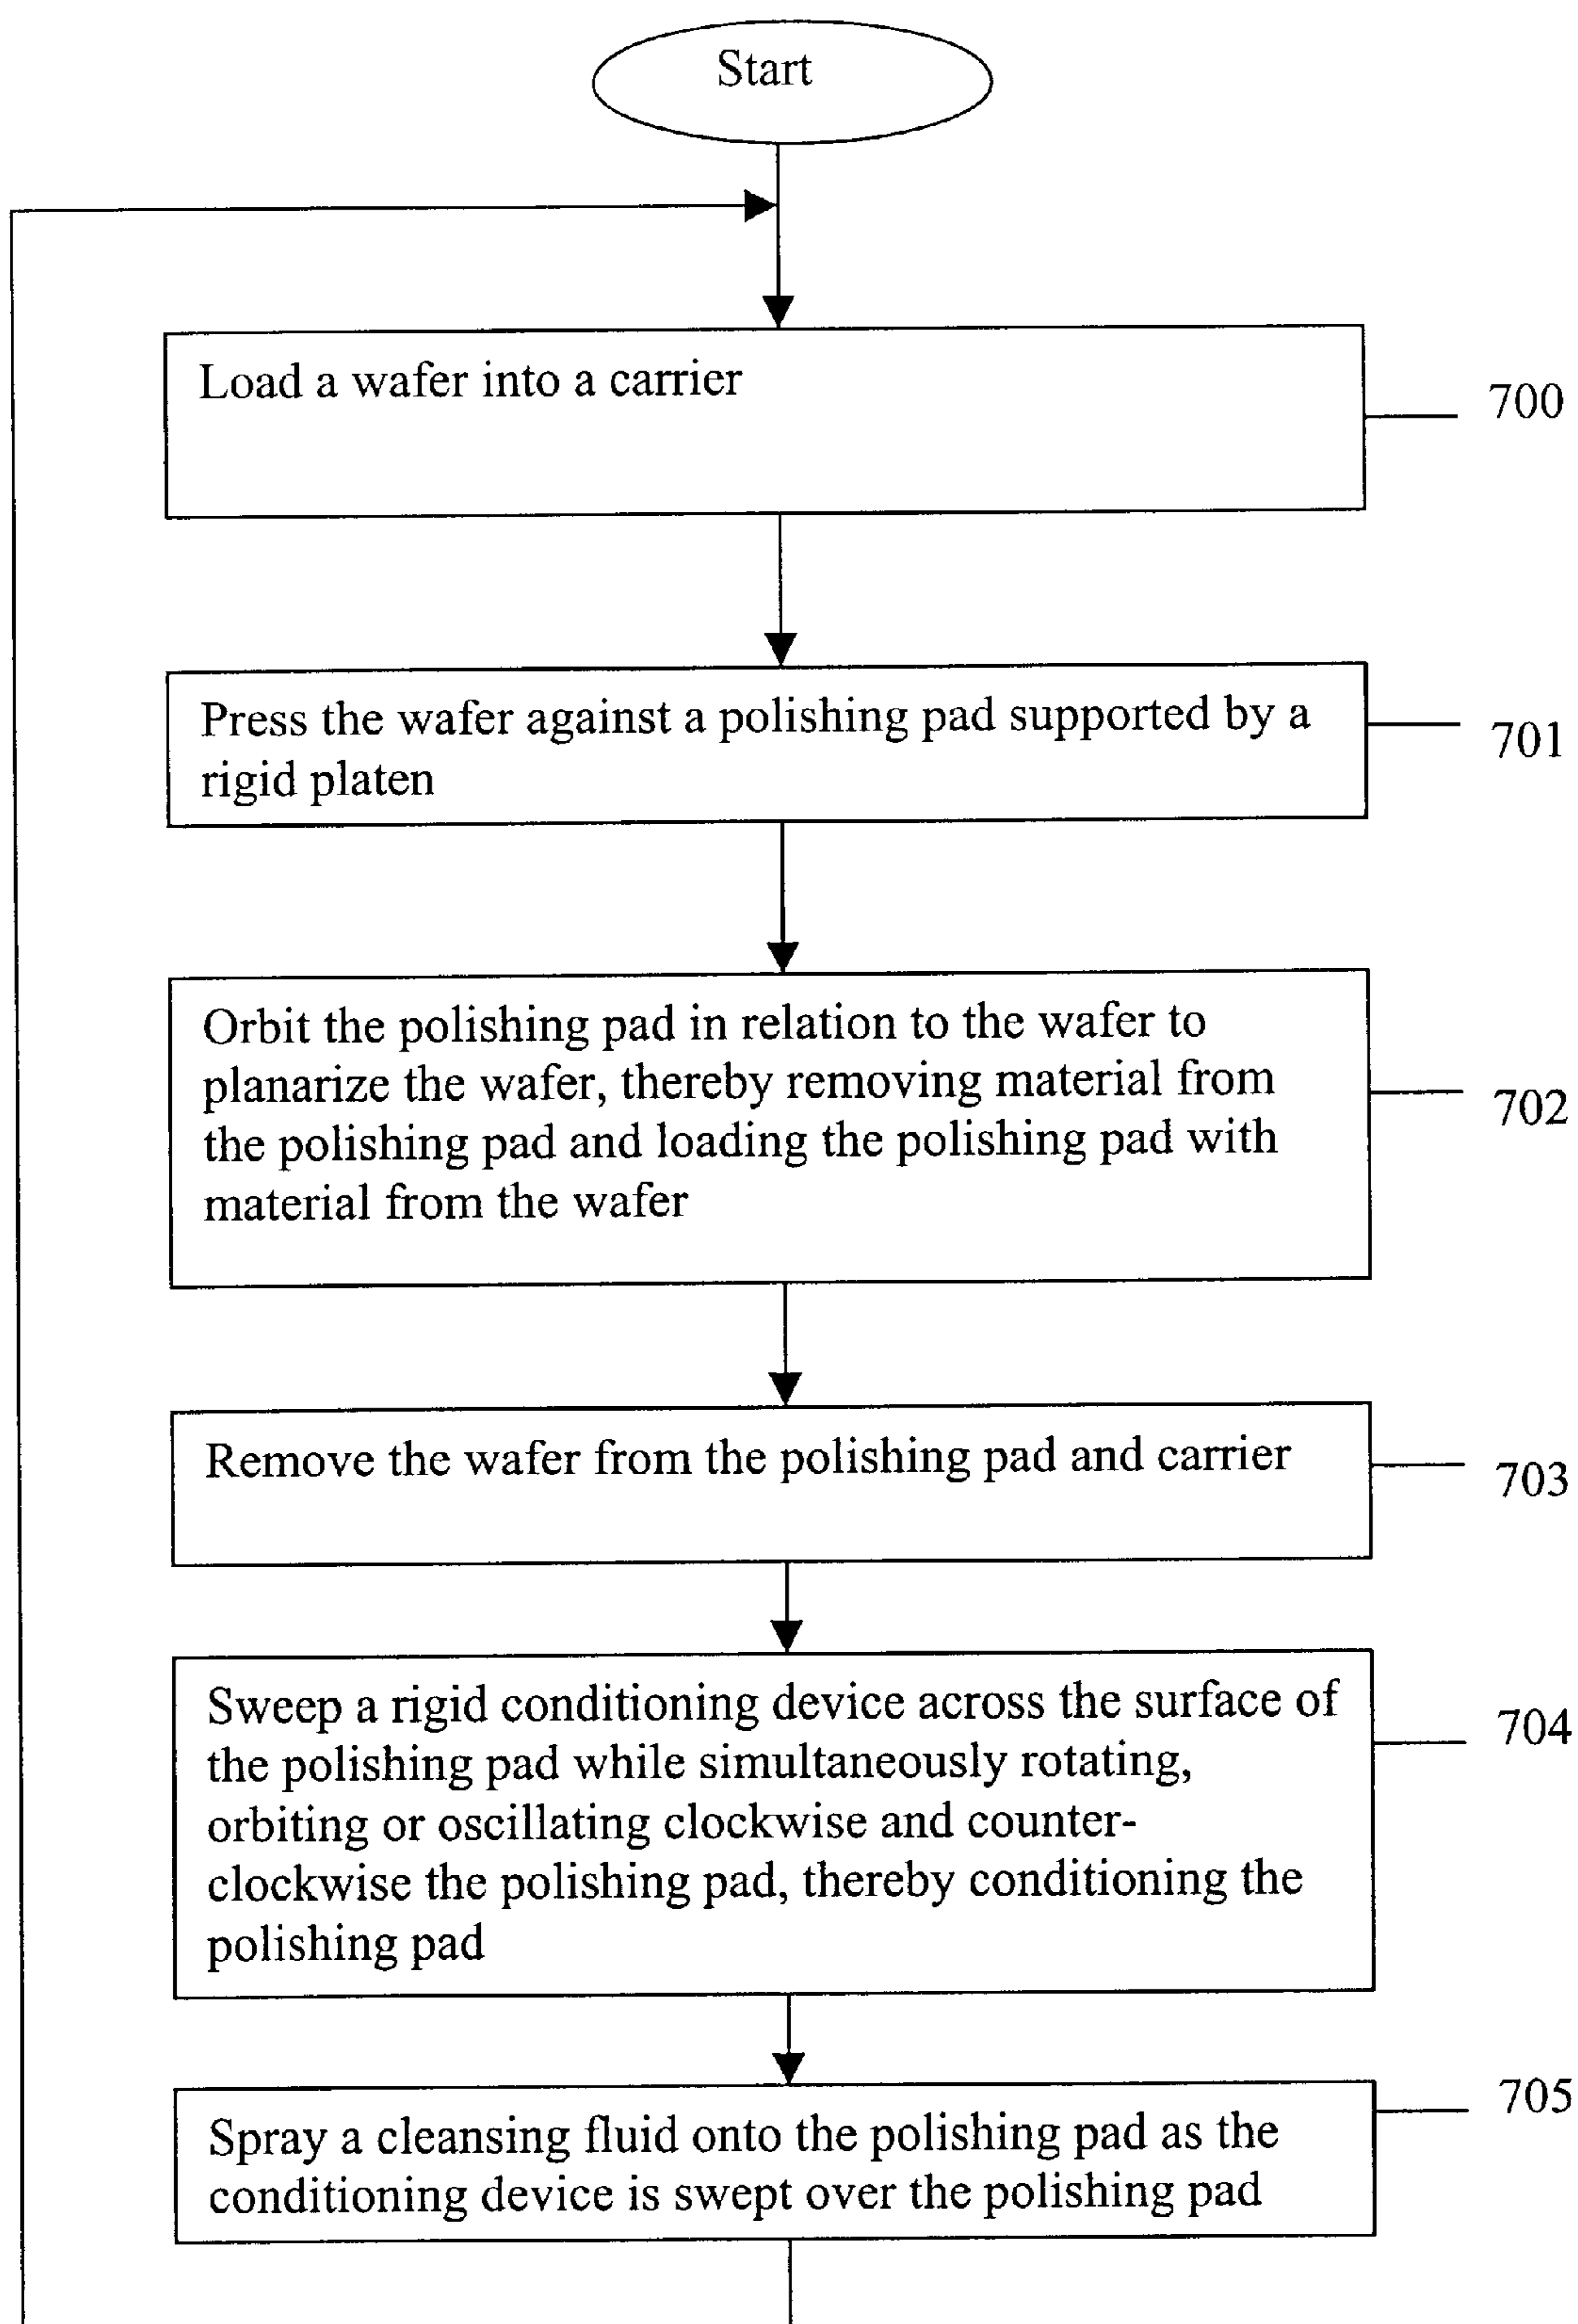 Start
Load a wafer into a carrier
700
Press the wafer against a polishing pad supported by a
rigid platen
701
Orbit the polishing pad in relation to the wafer to
planarize the wafer, thereby removing material from
the polishing pad and loading the polishing pad with
material from the wafer
702
Remove the wafer from the polishing pad and carrier
703
Sweep a rigid conditioning device across the surface of
the polishing pad while simultaneously rotating,
orbiting or oscillating clockwise and counter-
clockwise the polishing pad, thereby conditioning the
polishing pad
704
Spray a cleansing fluid onto the polishing pad as the
conditioning device is swept over the polishing pad
705